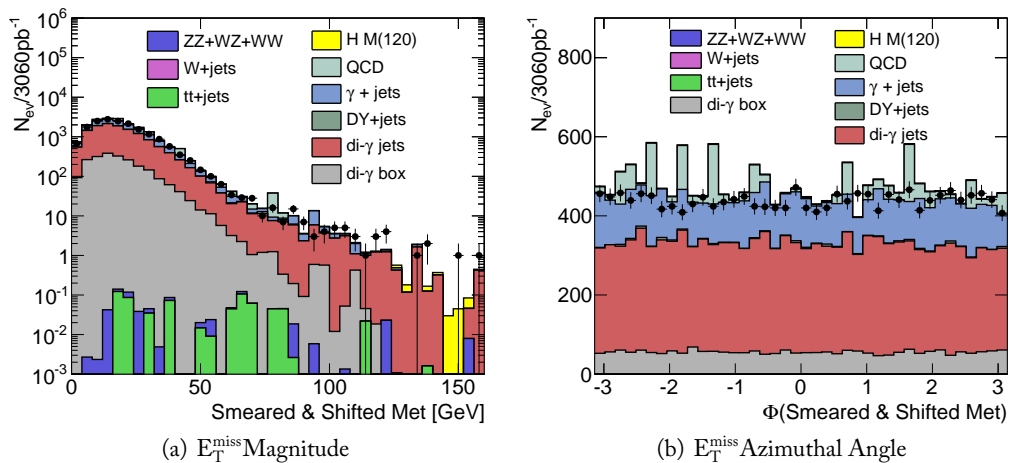 N_ev/3060pb^-1
10^6
10^5
10^4
10^3
10^2
10
1
10^-1
10^-2
10^-3
ZZ+WZ+WW
W+jets
tt+jets
H M(120)
QCD
γ + jets
DY+jets
di-γ jets
di-γ box
0 50 100 150
Smeared & Shifted Met [GeV]
(a) E_T^miss Magnitude
N_ev/3060pb^-1
800
600
400
200
0
ZZ+WZ+WW
W+jets
tt+jets
di-γ box
H M(120)
QCD
γ + jets
DY+jets
di-γ jets
-3 -2 -1 0 1 2 3
Φ(Smeared & Shifted Met)
(b) E_T^miss Azimuthal Angle